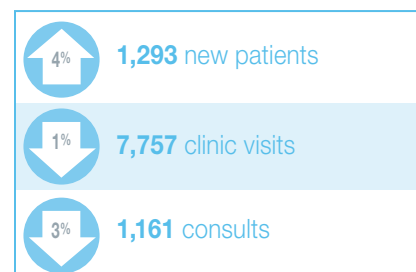 4% 1,293 new patients
1% 7,757 clinic visits
3% 1,161 consults